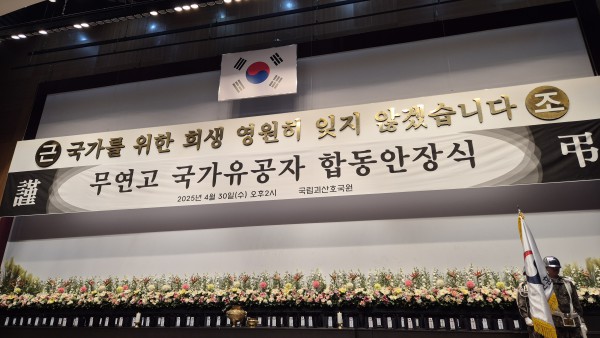 근 국가를 위한 희생 영원히 잊지 않겠습니다 조
謹 무연고 국가유공자 합동안장식 弔
2025년 4월 30일(수) 오후2시 국립괴산호국원